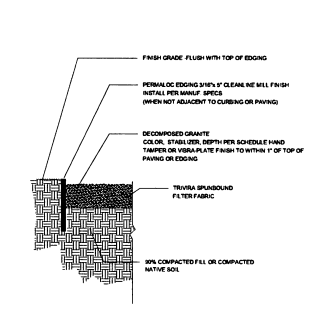 FINISH GRADE -FLUSH WITH TOP OF EDGING
PERMALOC EDGING 3/16"x 5" CLEANLINE MILL FINISH
INSTALL PER MANUF SPECS
(WHEN NOT ADJACENT TO CURBING OR PAVING)
DECOMPOSED GRANITE
COLOR, STABILIZER, DEPTH PER SCHEDULE HAND
TAMPER OR VIBRA-PLATE FINISH TO WITHIN 1" OF TOP OF
PAVING OR EDGING
TRIVIRA SPUNBOUND
FILTER FABRIC
90% COMPACTED FILL OR COMPACTED
NATIVE SOIL